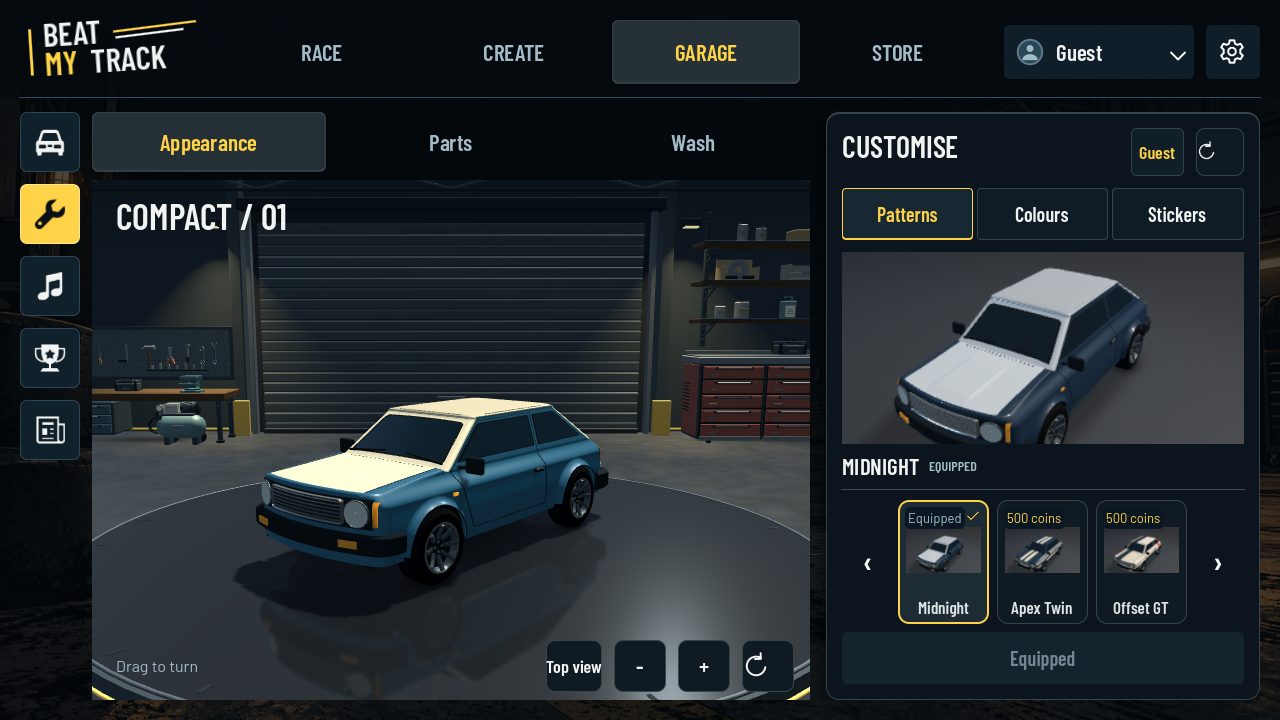 BEAT
MY TRACK
RACE
CREATE
GARAGE
STORE
Guest
Appearance
Parts
Wash
COMPACT / 01
Drag to turn
Top view
-
+
CUSTOMISE
Guest
Patterns
Colours
Stickers
MIDNIGHT EQUIPPED
Equipped
500 coins
500 coins
‹
›
Midnight
Apex Twin
Offset GT
Equipped